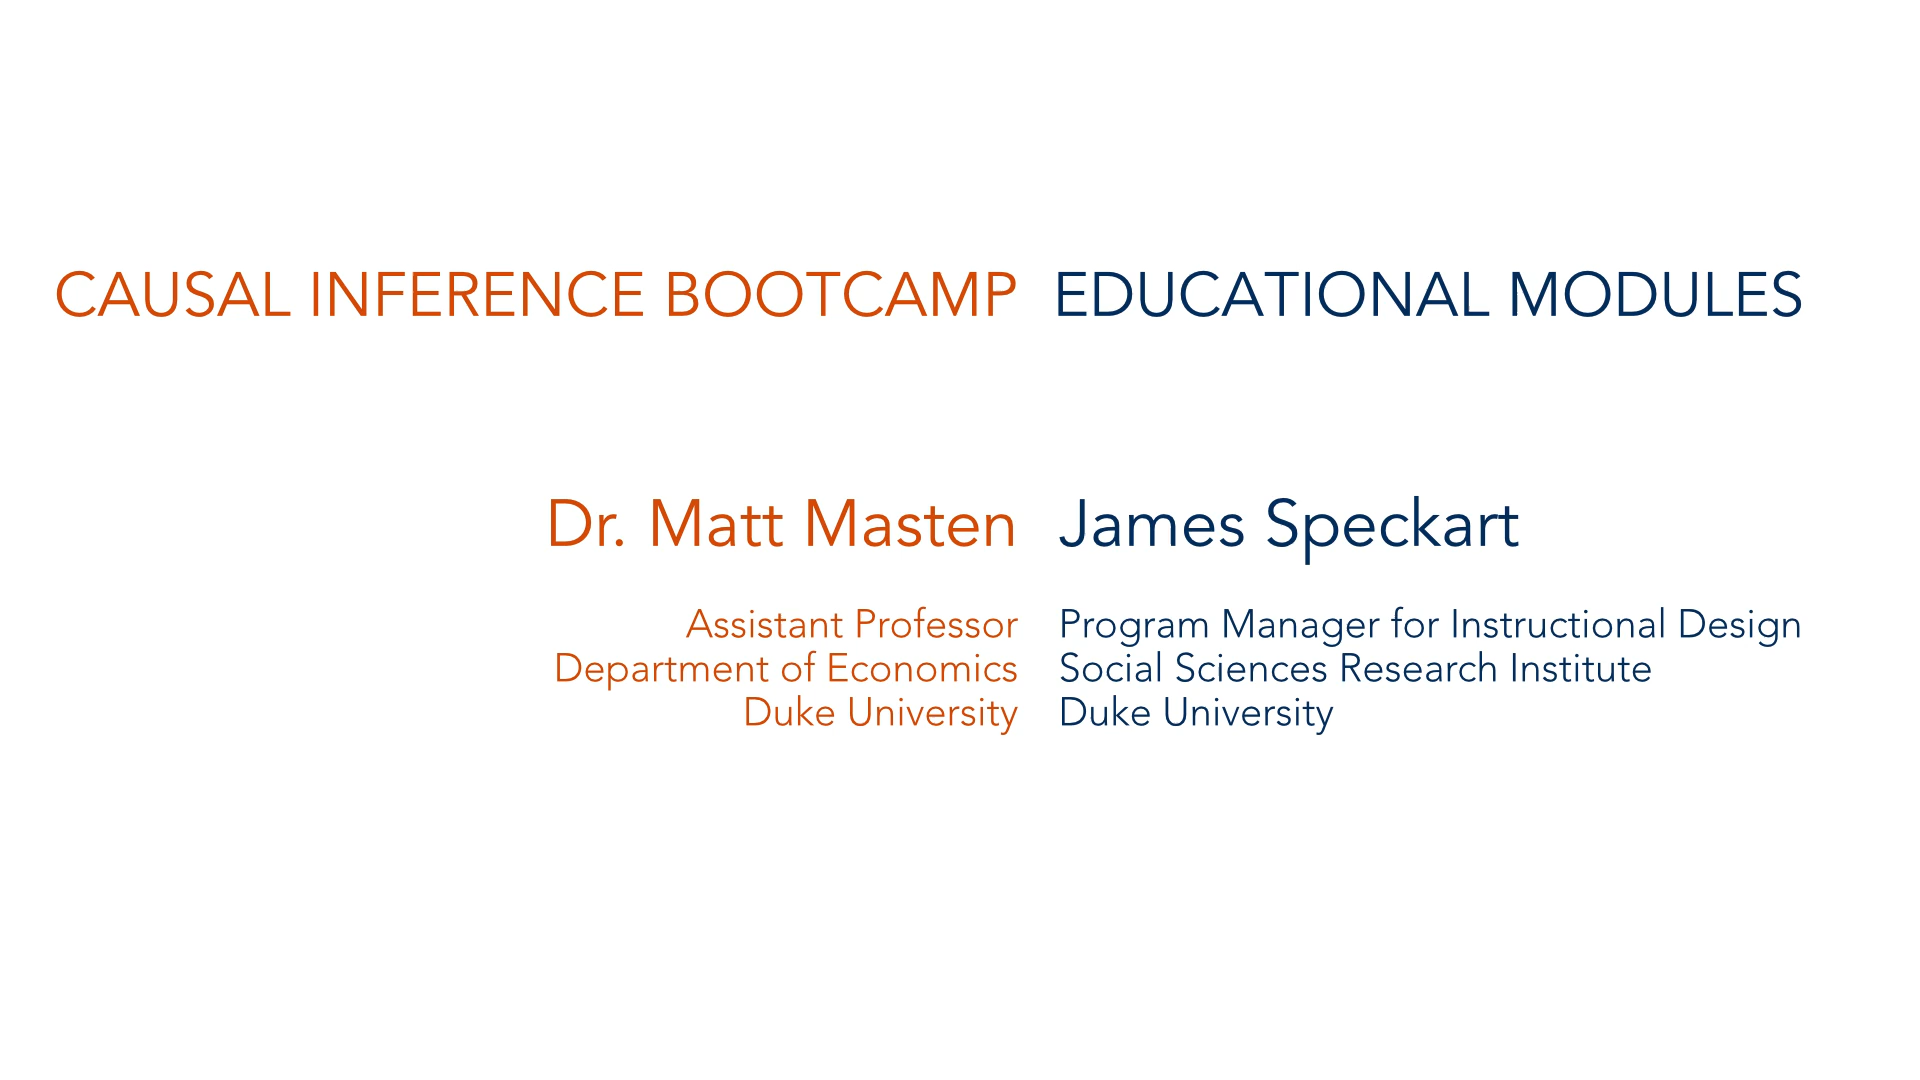 CAUSAL INFERENCE BOOTCAMP EDUCATIONAL MODULES
Dr. Matt Masten
Assistant Professor
Department of Economics
Duke University
James Speckart
Program Manager for Instructional Design
Social Sciences Research Institute
Duke University